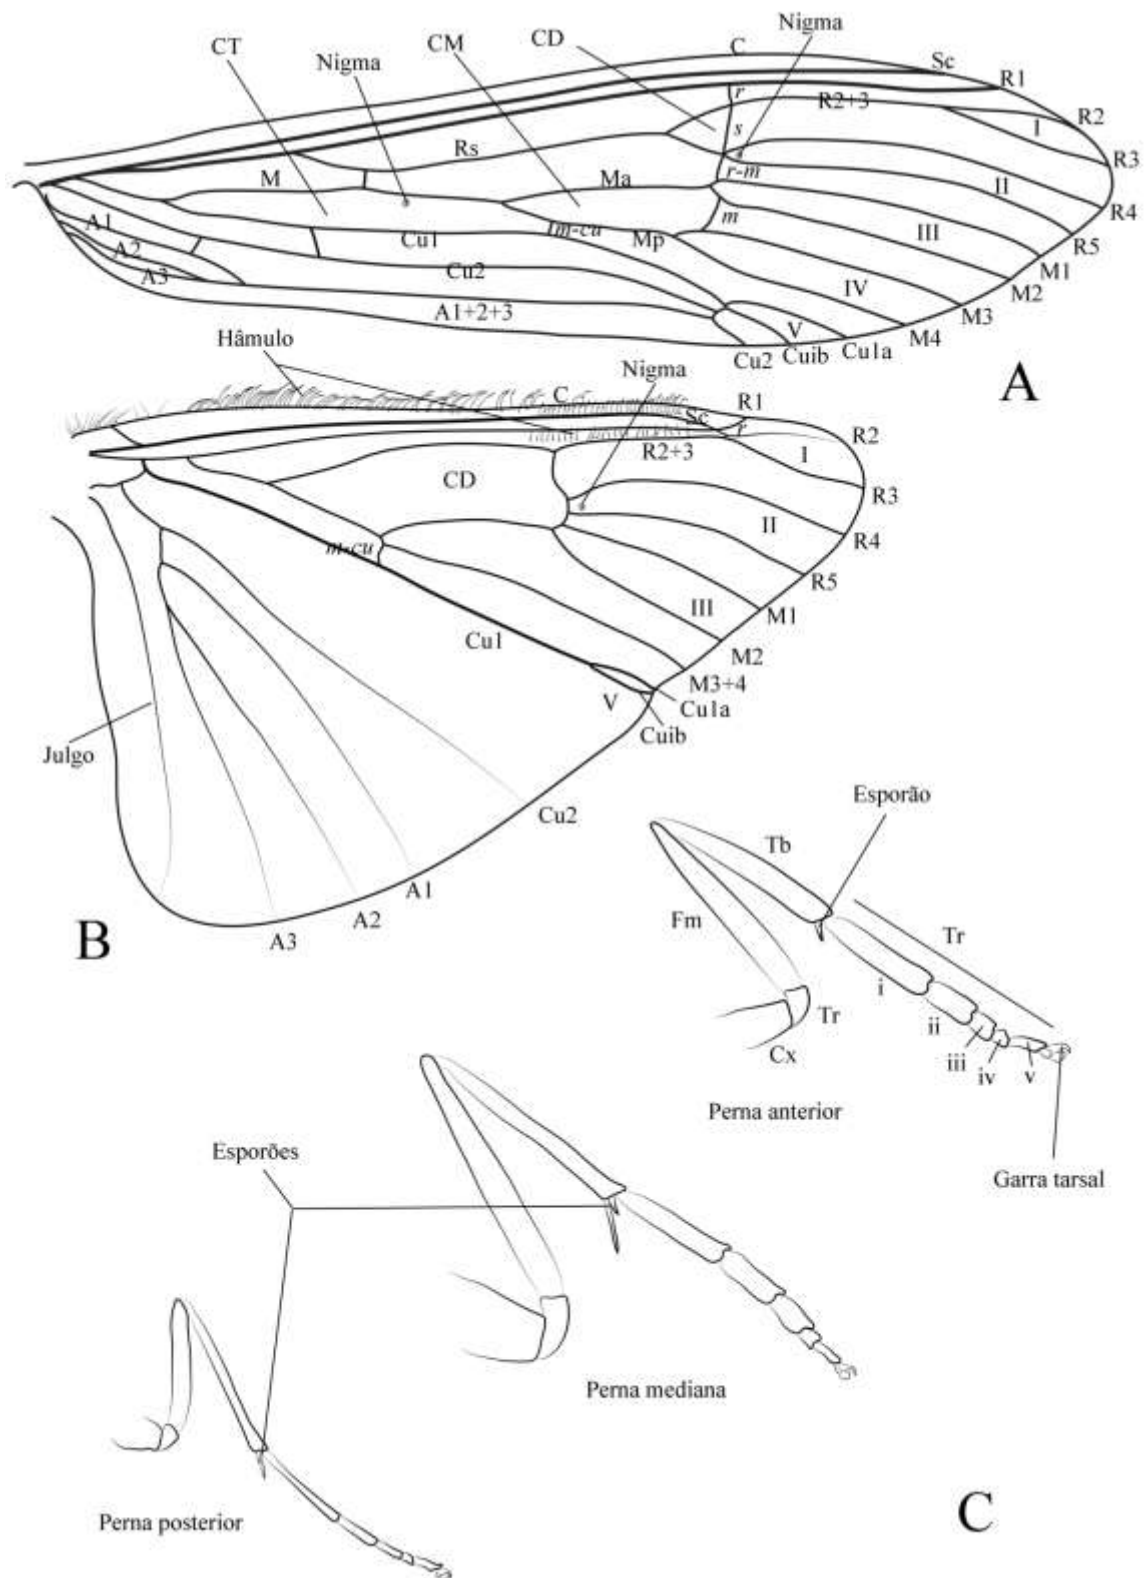 CT
Nigma
CM
CD
C
Nigma
Sc
R1
r
R2+3
R2
I
s
R3
Rs
r-m
II
M
Ma
R4
m
III
R5
A1
m-cu
Mp
M1
A2
Cu1
A3
Cu2
IV
M2
M3
A1+2+3
V
M4
Cu2
Cuib
Cu1a
A
Hâmulo
Nigma
C
Sc
R1
r
R2
R2+3
I
CD
R3
II
R4
m-cu
R5
III
M1
Cu1
M2
M3+4
V
Cu1a
Cuib
Julgo
Cu2
A1
A2
A3
B
Esporão
Tb
Fm
Tr
i
Tr
ii
Cx
iii
iv
v
Perna anterior
Garra tarsal
Esporões
Perna mediana
Perna posterior
C